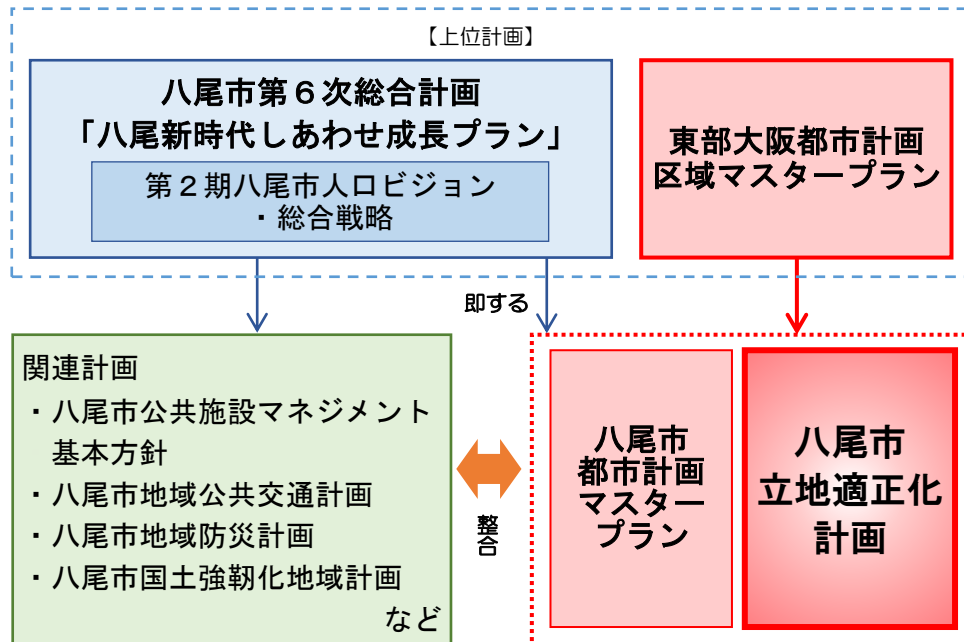 【上位計画】
八尾市第６次総合計画
「八尾新時代しあわせ成長プラン」
第２期八尾市人口ビジョン
・総合戦略
東部大阪都市計画
区域マスタープラン
即する
関連計画
・八尾市公共施設マネジメント
基本方針
・八尾市地域公共交通計画
・八尾市地域防災計画
・八尾市国土強靭化地域計画
など
整合
八尾市
都市計画
マスター
プラン
八尾市
立地適正化
計画